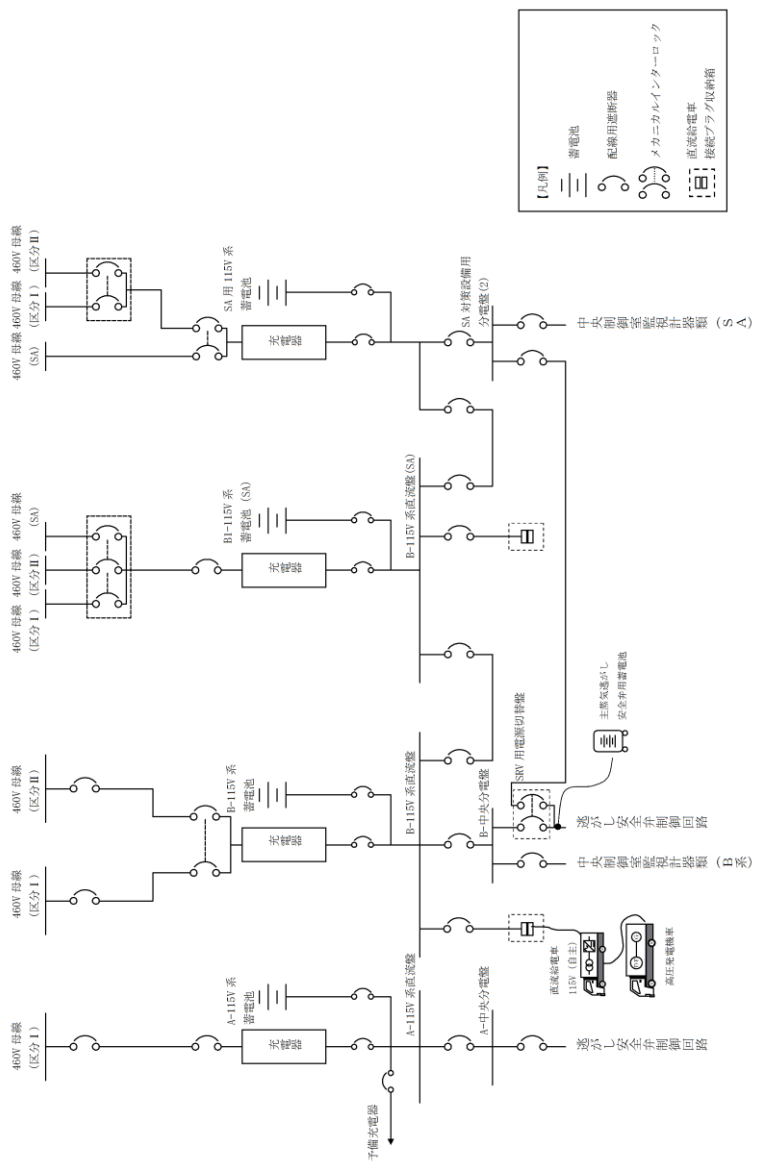 460V 母線
(区分Ⅰ)
460V 母線
(区分Ⅰ)
460V 母線
(区分Ⅱ)
460V 母線
(区分Ⅰ)
460V 母線
(区分Ⅱ)
460V 母線
(SA)
460V 母線
(SA)
460V 母線
(区分Ⅰ)
460V 母線
(区分Ⅱ)
A-115V 系
蓄電池
充電器
B-115V 系
蓄電池
充電器
B1-115V 系
蓄電池 (SA)
充電器
SA 用 115V 系
蓄電池
充電器
予備充電器
A-115V 系直流盤
B-115V 系直流盤
B-115V 系直流盤(SA)
SA 対策設備用
分電盤(2)
A-中央分電盤
B-中央分電盤
SRV 用電源切替盤
主蒸気逃がし
安全弁用蓄電池
直流給電車
115V (自主)
高圧発電機車
逃がし安全弁制御回路
中央制御室監視計器類(B系)
逃がし安全弁制御回路
中央制御室監視計器類(SA)
【凡例】
蓄電池
配線用遮断器
メカニカルインターロック
直流給電車
接続プラグ収納箱